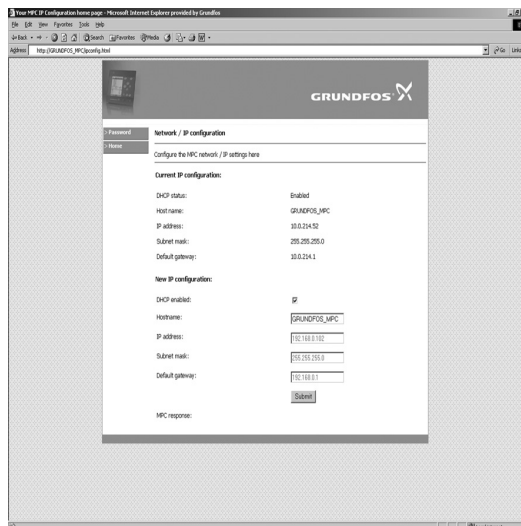 Your MPC IP Configuration home page - Microsoft Internet Explorer provided by Grundfos
File Edit View Favorites Tools Help
Back Search Favorites Media
Address http://GRUNDFOS_MPC/ipconfig.html Go Links
GRUNDFOS
> Password
> Home
Network / IP configuration
Configure the MPC network / IP settings here
Current IP configuration:
DHCP status: Enabled
Host name: GRUNDFOS_MPC
IP address: 10.0.214.52
Subnet mask: 255.255.255.0
Default gateway: 10.0.214.1
New IP configuration:
DHCP enabled:
Hostname: GRUNDFOS_MPC
IP address: 192.168.0.102
Subnet mask: 255.255.255.0
Default gateway: 192.168.0.1
Submit
MPC response: